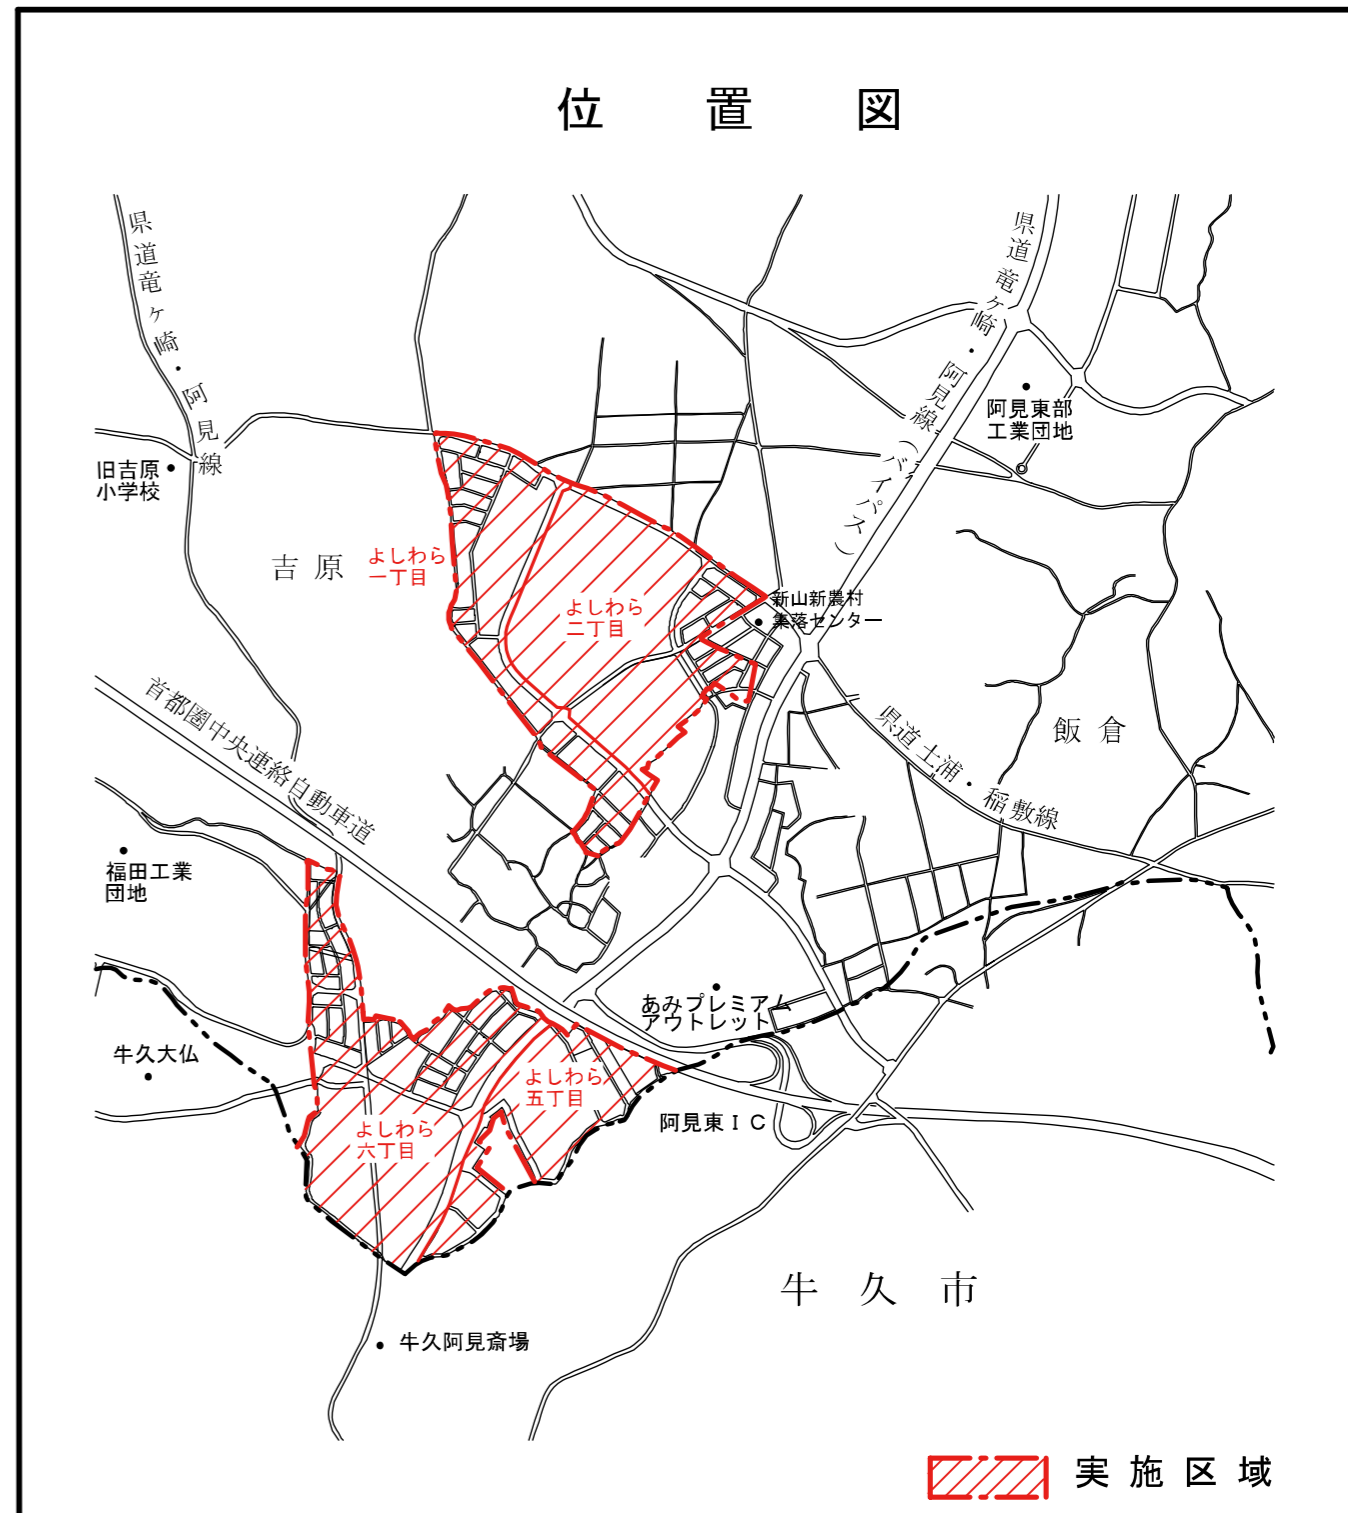 位置図
県道竜ヶ崎・阿見線
県道竜ヶ崎・阿見線(バイパス)
阿見東部
工業団地
旧吉原
小学校
吉原
よしわら
一丁目
よしわら
二丁目
新山新農村
集落センター
首都圏中央連絡自動車道
県道土浦・稲敷線
飯倉
福田工業
団地
あみプレミアム
アウトレット
牛久大仏
よしわら
五丁目
よしわら
六丁目
阿見東IC
牛久市
牛久阿見斎場
実施区域